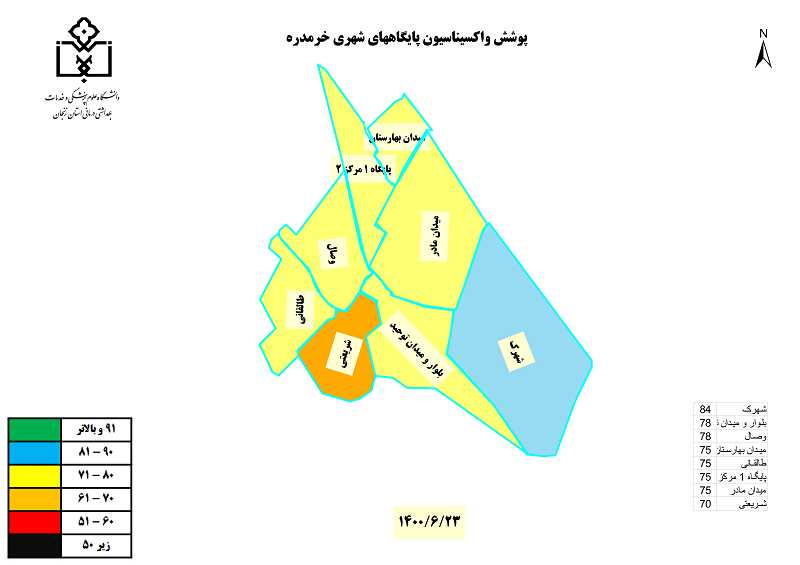 پوشش واکسیناسیون پایگاههای شهری خرمدره
N
دانشگاه علوم پزشکی و خدمات
بهداشتی درمانی استان زنجان
میدان بهارستان
پایگاه ۱ مرکز ۲
میدان مادر
وصال
طالقانی
شریعتی
بلوار و میدان توحید
شهرک
۹۱ و بالاتر
۸۱ – ۹۰
۷۱ – ۸۰
۶۱ – ۷۰
۵۱ – ۶۰
زیر ۵۰
۱۴۰۰/۶/۲۳
شهرک 84
بلوار و میدان 78
وصال 78
میدان بهارستان 75
طالقانی 75
پایگاه 1 مرکز 75
میدان مادر 75
شریعتی 70